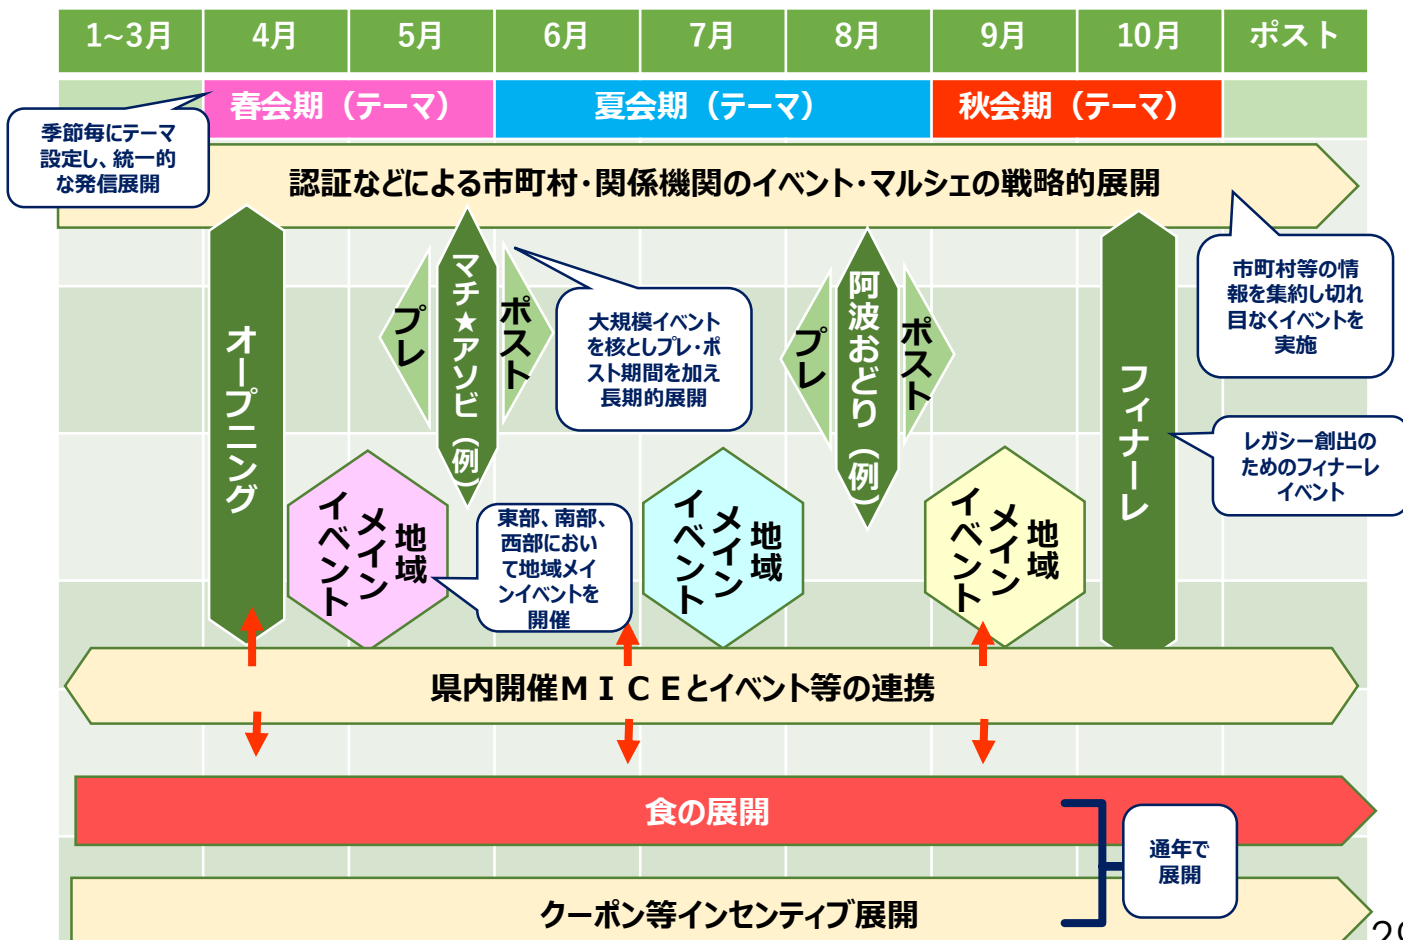 1~3月
4月
5月
6月
7月
8月
9月
10月
ポスト
春会期（テーマ）
夏会期（テーマ）
秋会期（テーマ）
季節毎にテーマ
設定し、統一的
な発信展開
認証などによる市町村・関係機関のイベント・マルシェの戦略的展開
市町村等の情
報を集約し切れ
目なくイベントを
実施
オープニング
プレ
マチ★アソビ（例）
ポスト
大規模イベント
を核としプレ・ポ
スト期間を加え
長期的展開
プレ
阿波おどり（例）
ポスト
フィナーレ
レガシー創出の
ためのフィナーレ
イベント
地域
メイン
イベント
東部、南部、
西部におい
て地域メイ
ンイベントを
開催
地域
メイン
イベント
地域
メイン
イベント
県内開催ＭＩＣＥとイベント等の連携
食の展開
通年で
展開
クーポン等インセンティブ展開